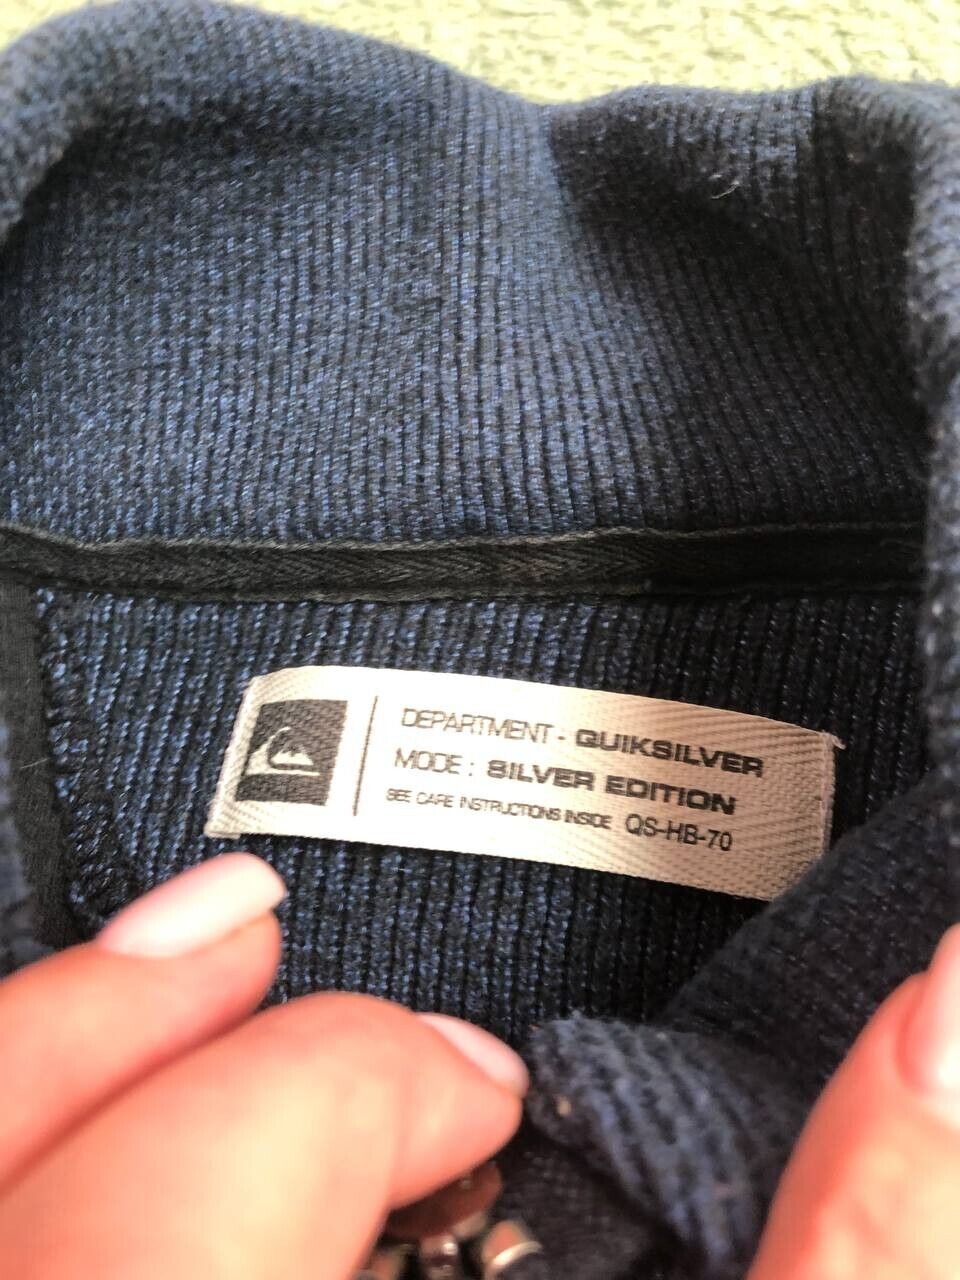 DEPARTMENT - QUIKSILVER
MODE : SILVER EDITION
SEE CARE INSTRUCTIONS INSIDE QS-HB-70